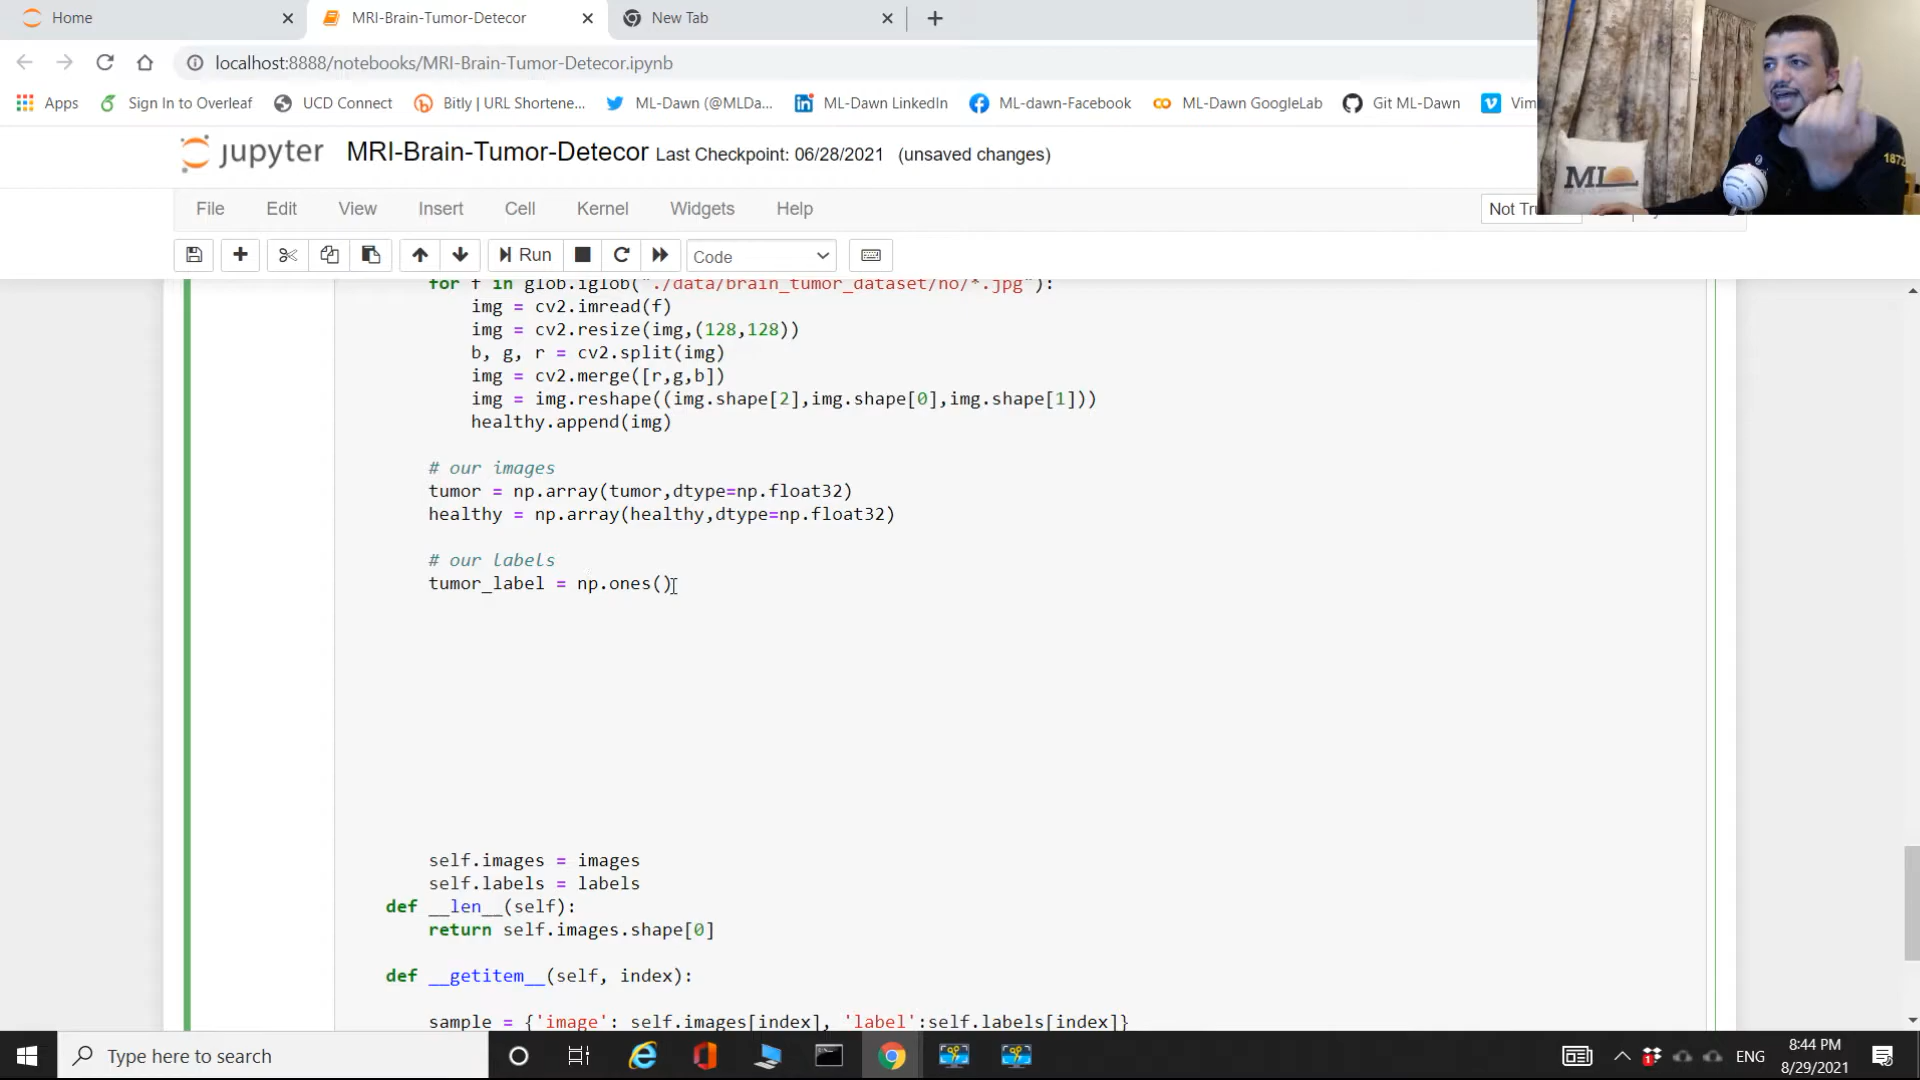 Home
MRI-Brain-Tumor-Detecor
New Tab
localhost:8888/notebooks/MRI-Brain-Tumor-Detecor.ipynb
Apps
Sign In to Overleaf
UCD Connect
Bitly | URL Shortene...
ML-Dawn (@MLDa...
ML-Dawn LinkedIn
ML-dawn-Facebook
ML-Dawn GoogleLab
Git ML-Dawn
Vim
jupyter MRI-Brain-Tumor-Detecor Last Checkpoint: 06/28/2021 (unsaved changes)
File Edit View Insert Cell Kernel Widgets Help
Not Tru
Run
Code
for f in glob.iglob("./data/brain_tumor_dataset/no/*.jpg"):
img = cv2.imread(f)
img = cv2.resize(img,(128,128))
b, g, r = cv2.split(img)
img = cv2.merge([r,g,b])
img = img.reshape((img.shape[2],img.shape[0],img.shape[1]))
healthy.append(img)
# our images
tumor = np.array(tumor,dtype=np.float32)
healthy = np.array(healthy,dtype=np.float32)
# our labels
tumor_label = np.ones()
self.images = images
self.labels = labels
def __len__(self):
return self.images.shape[0]
def __getitem__(self, index):
sample = {'image': self.images[index], 'label':self.labels[index]}
ML
1872
Type here to search
ENG
8:44 PM
8/29/2021